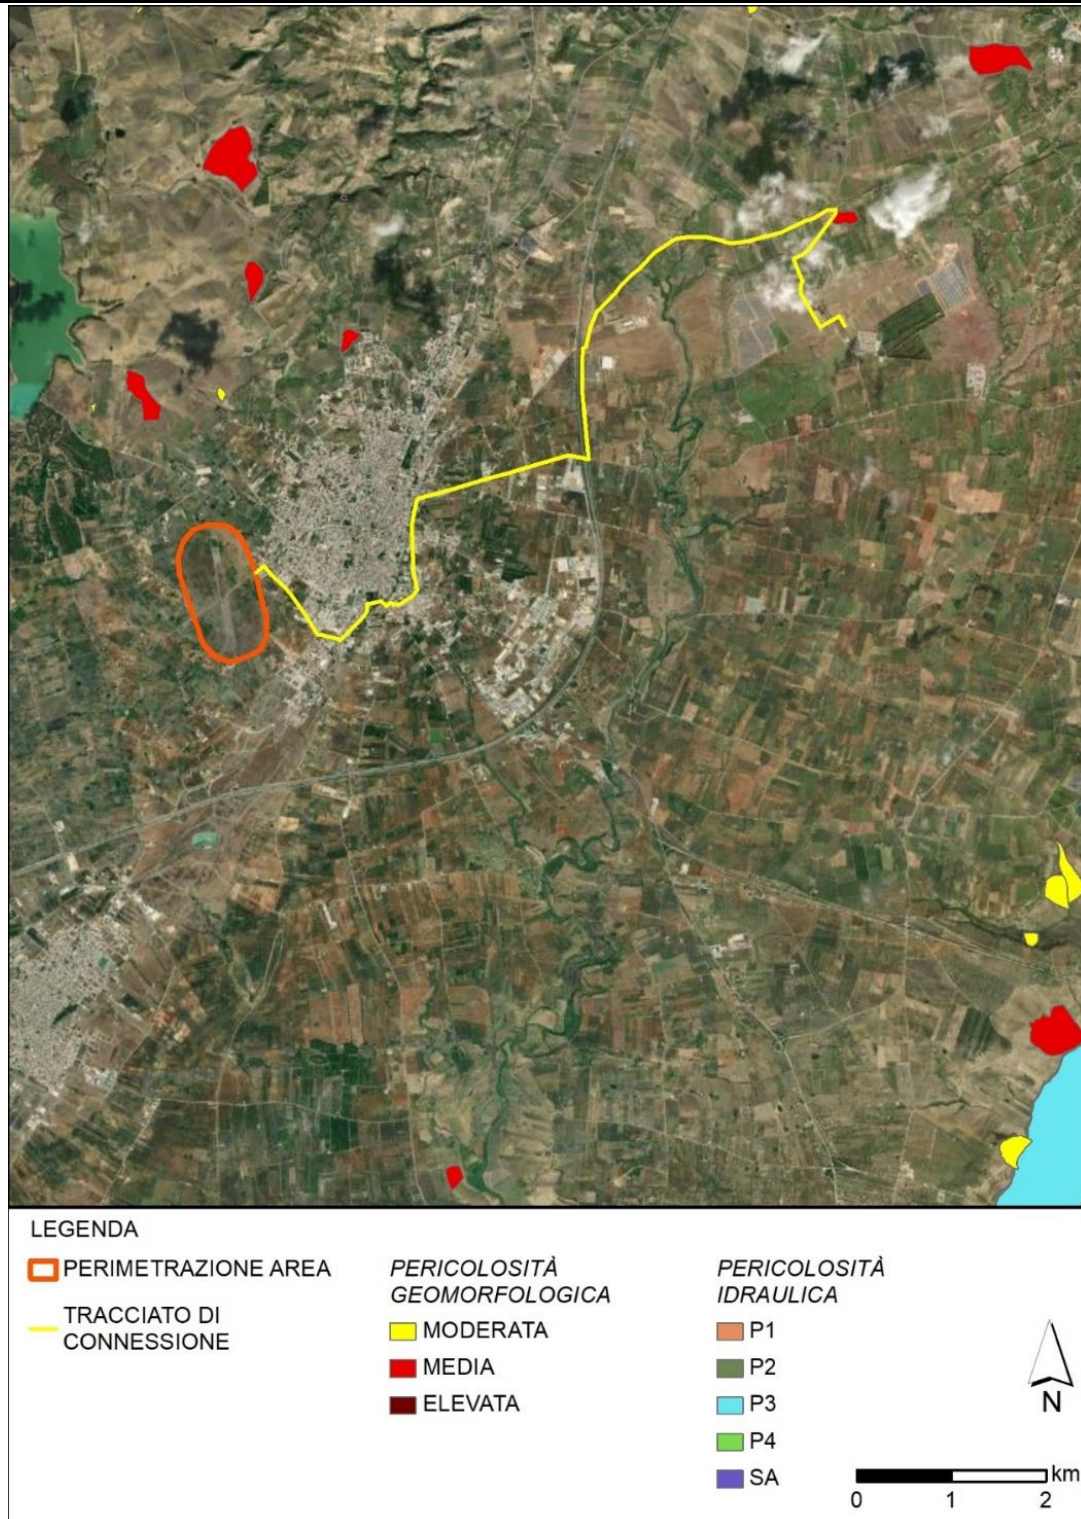 LEGENDA
PERIMETRAZIONE AREA
TRACCIATO DI
CONNESSIONE
PERICOLOSITÀ
GEOMORFOLOGICA
MODERATA
MEDIA
ELEVATA
PERICOLOSITÀ
IDRAULICA
P1
P2
P3
P4
SA
N
km
0 1 2